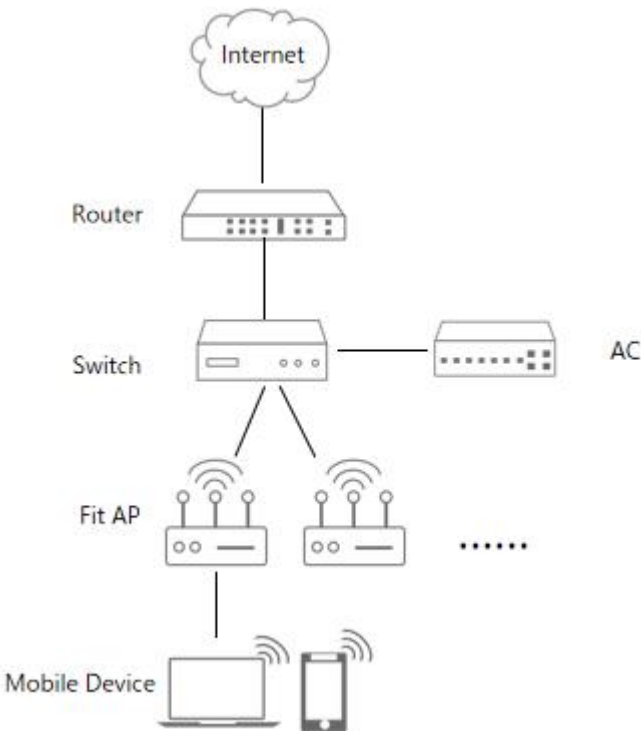 Internet
Router
Switch
AC
Fit AP
......
Mobile Device